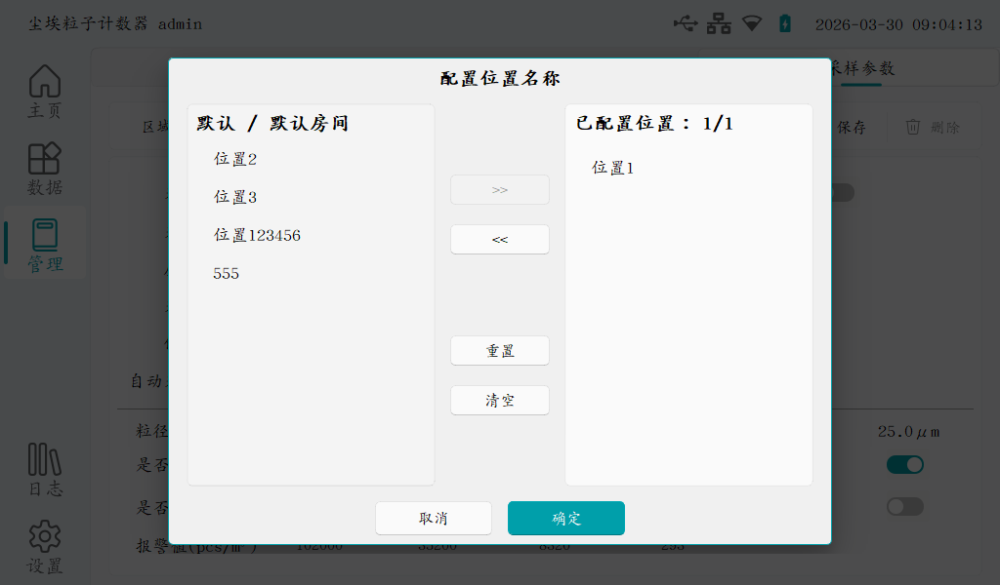 尘埃粒子计数器 admin
2026-03-30 09:04:13
配置位置名称
采样参数
主页
默认 / 默认房间
已配置位置：1/1
区域
保存
删除
位置2
位置1
数据
>>
位置3
位置123456
<<
管理
555
重置
自动
清空
粒径
25.0μm
是否
日志
是否
取消
确定
报警值(pcs/m³)
102000
35200
8320
293
设置